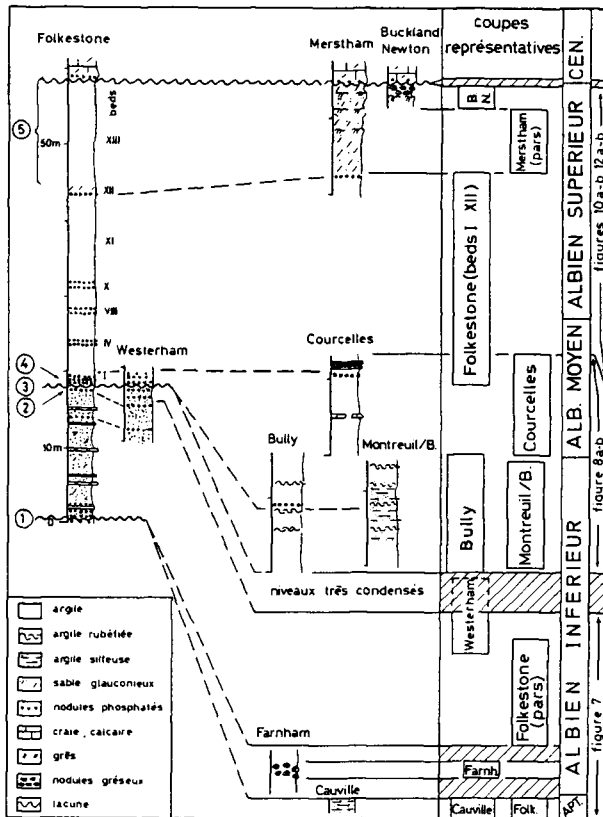 Folkestone
Merstham
Buckland
Newton
coupes
représentatives
CEN.
beds
B.
N.
5
50m
XIII
Merstham
(pars)
XII
XI
Folkestone (beds I XII)
ALBIEN SUPERIEUR
figures 10a-b 12a-b
X
VIII
IV
Westerham
Courcelles
4
I
3
2
ALB. MOYEN
Courcelles
Bully
Montreuil/B.
10m
figure 8a-b
Bully
Montreuil/B.
1
0
niveaux très condensés
Westerham
ALBIEN INFERIEUR
argile
argile rubéfiée
argile silteuse
sable glauconieux
nodules phosphatés
craie, calcaire
grès
nodules gréseux
lacune
Folkestone
(pars)
figure 7
Farnham
Farnh.
Cauville
Cauville
Folk.
APT.